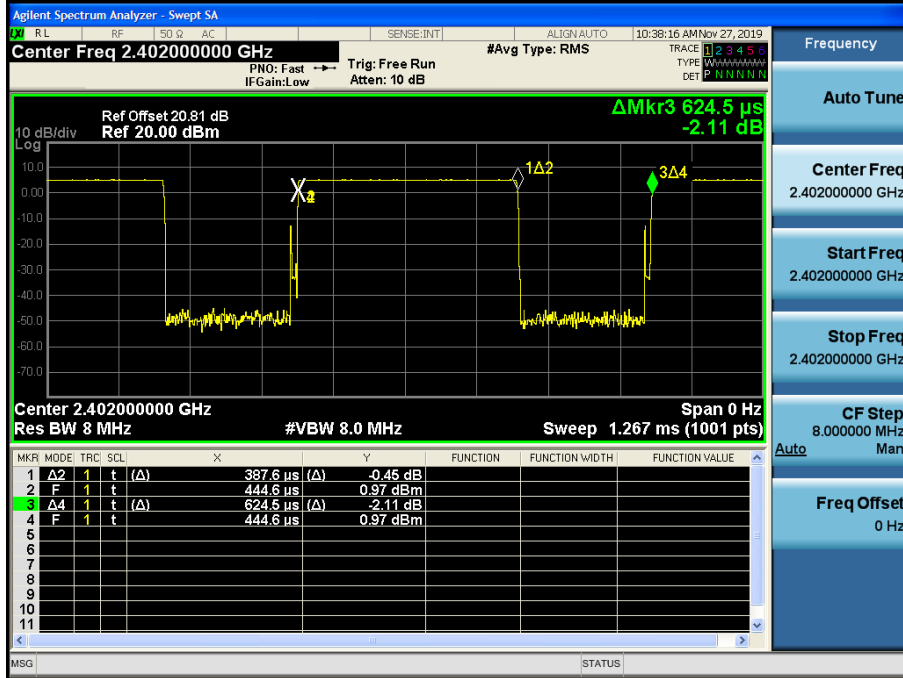 Agilent Spectrum Analyzer - Swept SA
LXI RL RF 50 Ω AC SENSE:INT ALIGN AUTO 10:38:16 AM Nov 27, 2019
Center Freq 2.402000000 GHz #Avg Type: RMS TRACE 1 2 3 4 5 6
PNO: Fast Trig: Free Run TYPE W
IFGain:Low Atten: 10 dB DET P N N N N N
Frequency
Auto Tune
Center Freq
2.402000000 GHz
Start Freq
2.402000000 GHz
Stop Freq
2.402000000 GHz
CF Step
8.000000 MHz
Auto Man
Freq Offset
0 Hz
ΔMkr3 624.5 µs
-2.11 dB
Ref Offset 20.81 dB
10 dB/div Ref 20.00 dBm
Log
10.0
0.00
-10.0
-20.0
-30.0
-40.0
-50.0
-60.0
-70.0
1Δ2
3Δ4
Center 2.402000000 GHz Span 0 Hz
Res BW 8 MHz #VBW 8.0 MHz Sweep 1.267 ms (1001 pts)
MKR MODE TRC SCL X Y FUNCTION FUNCTION WIDTH FUNCTION VALUE
1 Δ2 1 t (Δ) 387.6 µs (Δ) -0.45 dB
2 F 1 t 444.6 µs 0.97 dBm
3 Δ4 1 t (Δ) 624.5 µs (Δ) -2.11 dB
4 F 1 t 444.6 µs 0.97 dBm
5
6
7
8
9
10
11
MSG STATUS